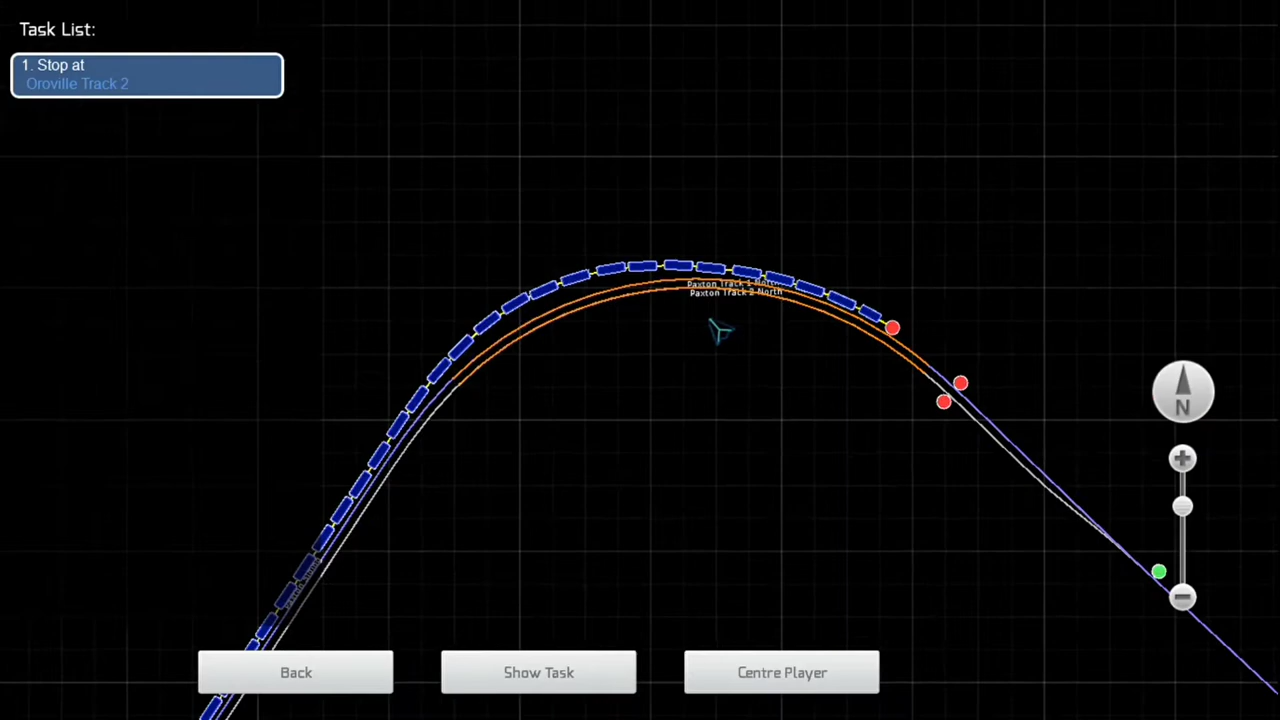 Task List:
1. Stop at
Oroville Track 2
Paxton Track 1 North
Paxton Track 2 North
N
Back
Show Task
Centre Player